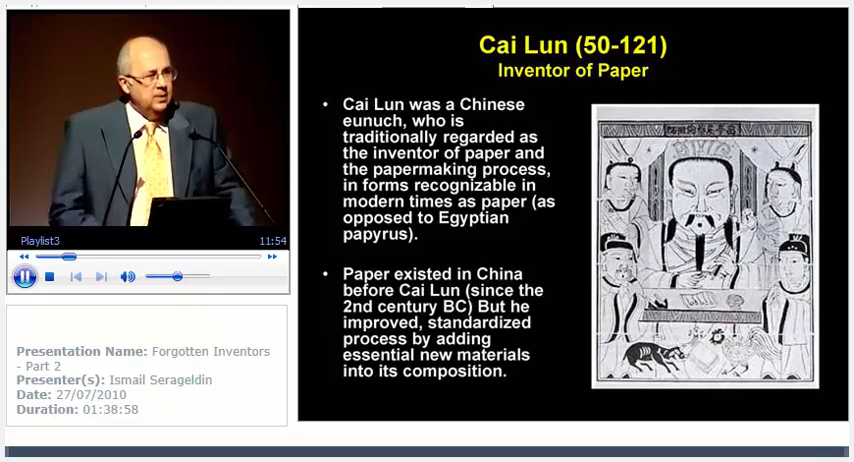 Playlist3
11:54
Presentation Name: Forgotten Inventors
- Part 2
Presenter(s): Ismail Serageldin
Date: 27/07/2010
Duration: 01:38:58
Cai Lun (50-121)
Inventor of Paper
• Cai Lun was a Chinese
eunuch, who is
traditionally regarded as
the inventor of paper and
the papermaking process,
in forms recognizable in
modern times as paper (as
opposed to Egyptian
papyrus).
• Paper existed in China
before Cai Lun (since the
2nd century BC) But he
improved, standardized
process by adding
essential new materials
into its composition.